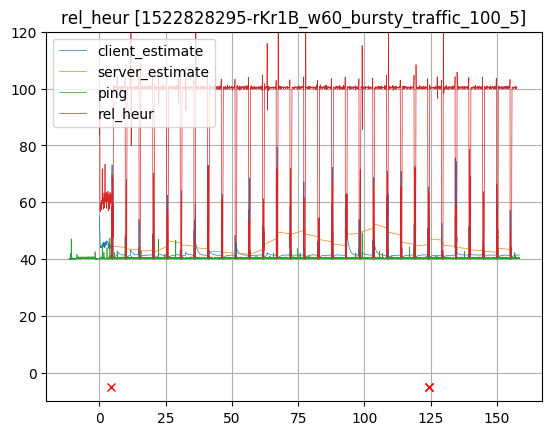 rel_heur [1522828295-rKr1B_w60_bursty_traffic_100_5]
client_estimate
server_estimate
ping
rel_heur
120
100
80
60
40
20
0
0 25 50 75 100 125 150